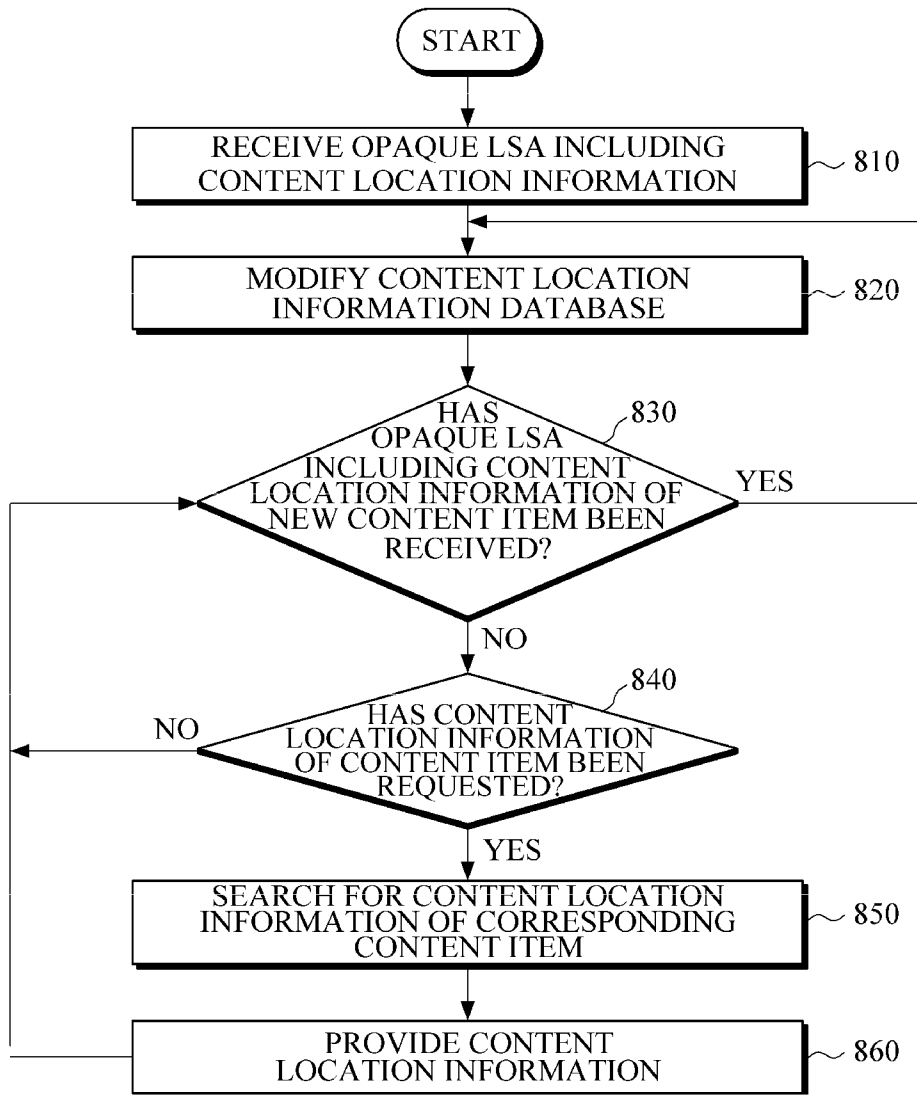 START
RECEIVE OPAQUE LSA INCLUDING
CONTENT LOCATION INFORMATION
810
MODIFY CONTENT LOCATION
INFORMATION DATABASE
820
830
HAS
OPAQUE LSA
INCLUDING CONTENT
LOCATION INFORMATION OF
NEW CONTENT ITEM BEEN
RECEIVED?
YES
NO
840
NO
HAS CONTENT
LOCATION INFORMATION
OF CONTENT ITEM BEEN
REQUESTED?
YES
SEARCH FOR CONTENT LOCATION
INFORMATION OF CORRESPONDING
CONTENT ITEM
850
PROVIDE CONTENT
LOCATION INFORMATION
860